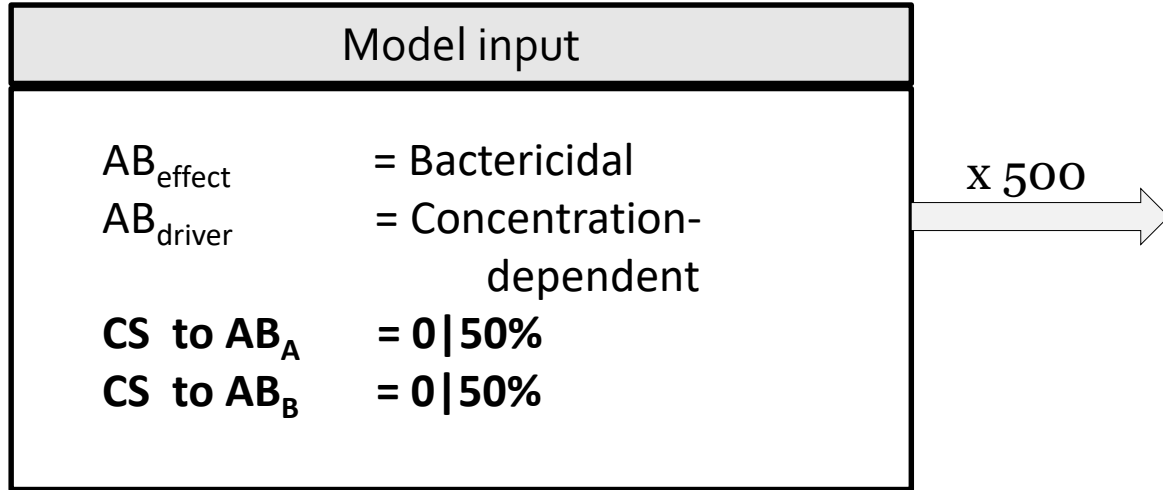 Model input
AB_effect = Bactericidal
AB_driver = Concentration-
dependent
x 500
CS to AB_A = 0|50%
CS to AB_B = 0|50%